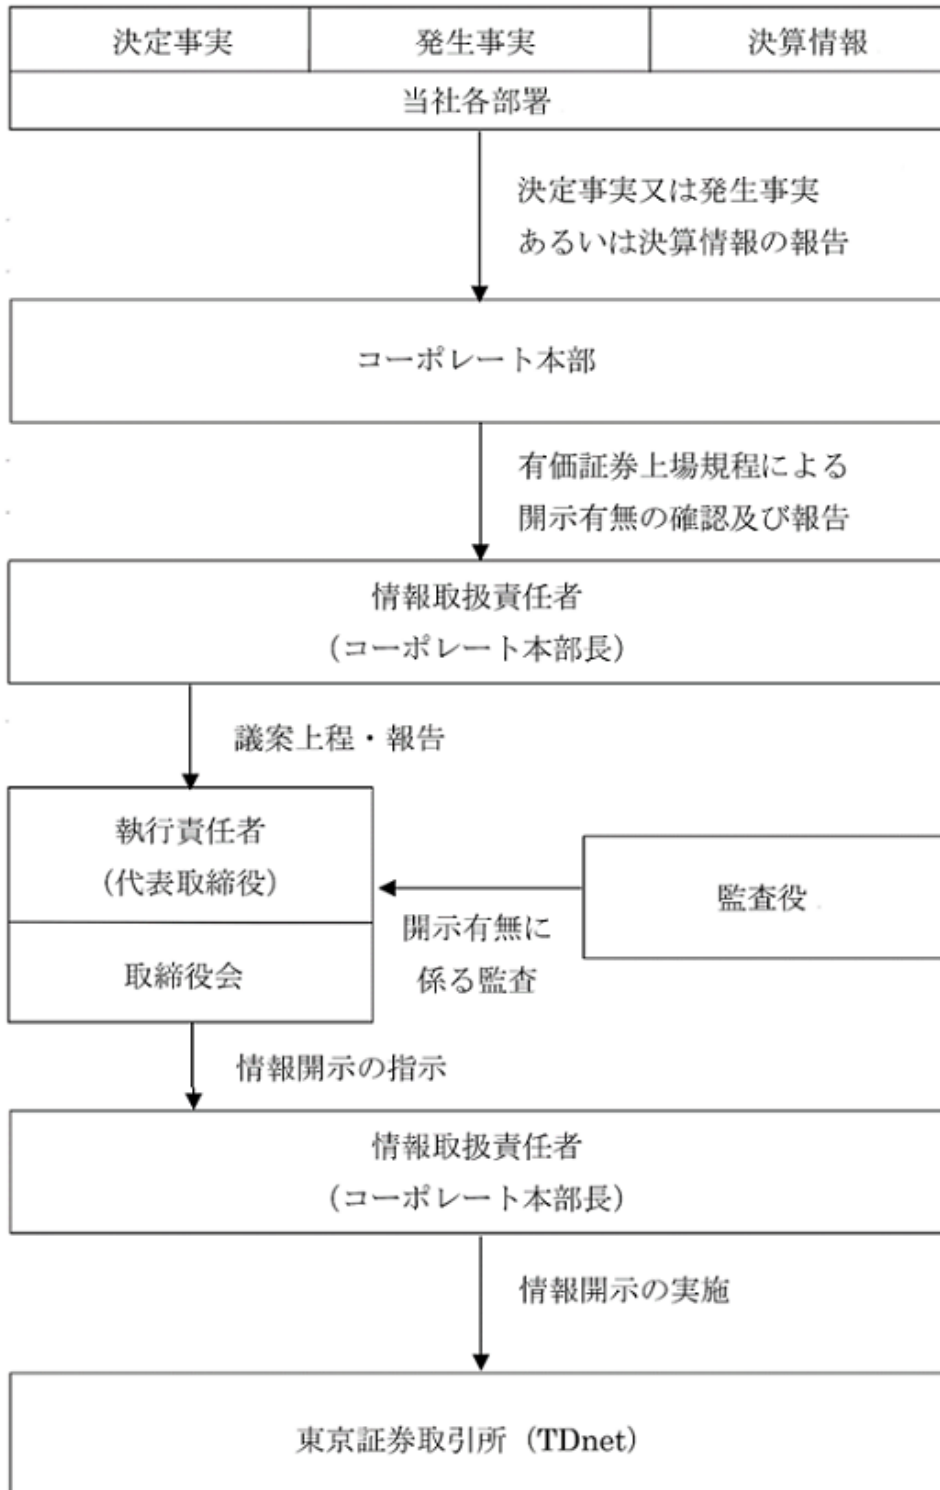 決定事実 発生事実 決算情報
当社各部署
決定事実又は発生事実
あるいは決算情報の報告
コーポレート本部
有価証券上場規程による
開示有無の確認及び報告
情報取扱責任者
(コーポレート本部長)
議案上程・報告
執行責任者
(代表取締役)
監査役
開示有無に
係る監査
取締役会
情報開示の指示
情報取扱責任者
(コーポレート本部長)
情報開示の実施
東京証券取引所 (TDnet)